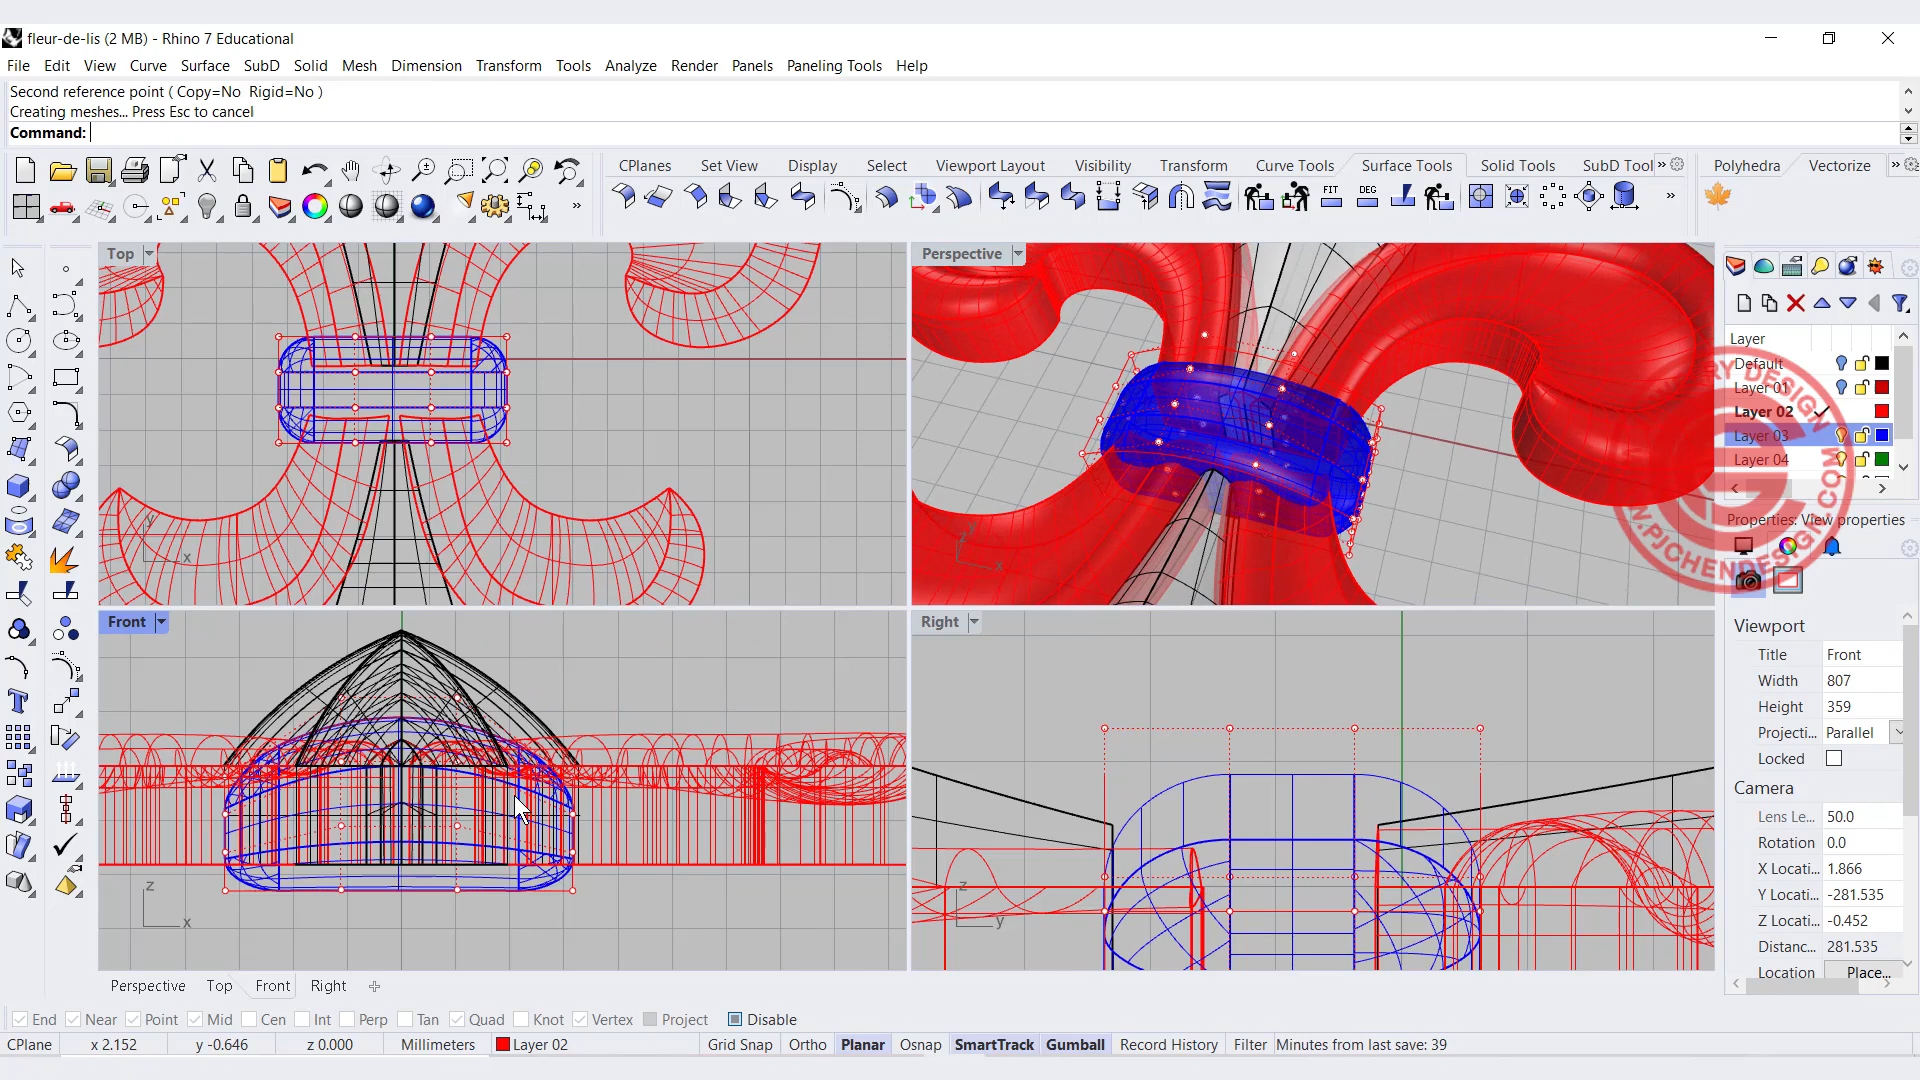 fleur-de-lis (2 MB) - Rhino 7 Educational
File Edit View Curve Surface SubD Solid Mesh Dimension Transform Tools Analyze Render Panels Paneling Tools Help
Second reference point ( Copy=No Rigid=No )
Creating meshes... Press Esc to cancel
Command:
CPlanes Set View Display Select Viewport Layout Visibility Transform Curve Tools Surface Tools Solid Tools SubD Tool » Polyhedra Vectorize »
FIT DEG
Top
Perspective
Layer
Default
Layer 01
Layer 02
Layer 03
Layer 04
Properties: View properties
y
x
y
x
Front
Right
Viewport
Title Front
Width 807
Height 359
Projecti... Parallel
Locked
Camera
Lens Le... 50.0
Rotation 0.0
X Locati... 1.866
Y Locati... -281.535
Z Locati... -0.452
Distanc... 281.535
Location Place...
z
x
z
y
Perspective Top Front Right
End Near Point Mid Cen Int Perp Tan Quad Knot Vertex Project Disable
CPlane x 2.152 y -0.646 z 0.000 Millimeters Layer 02 Grid Snap Ortho Planar Osnap SmartTrack Gumball Record History Filter Minutes from last save: 39